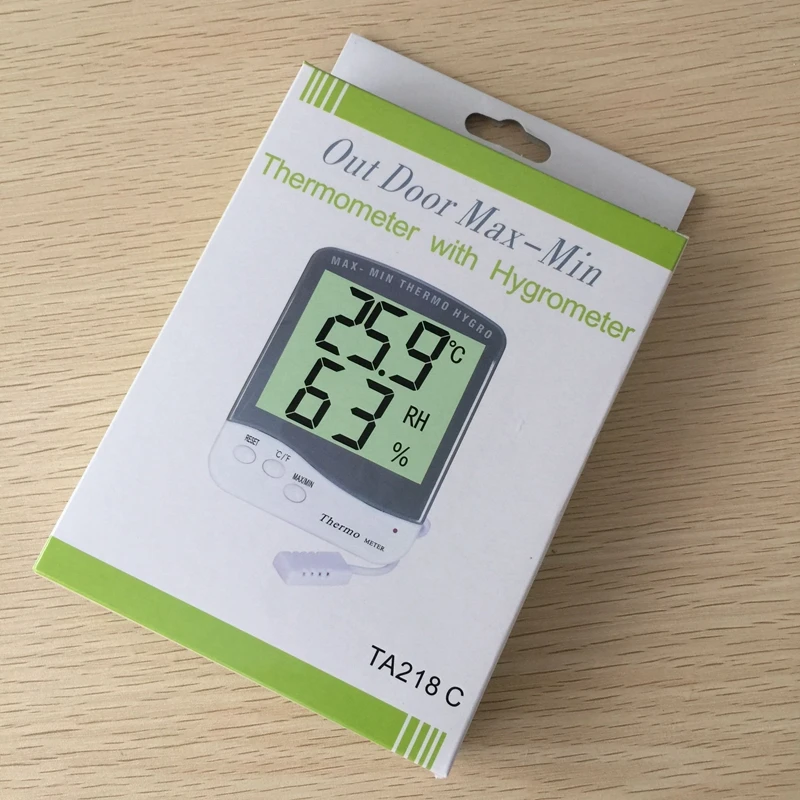 Out Door Max-Min
Thermometer with Hygrometer
MAX- MIN THERMO HYGRO
25.9°C
63 RH
%
RESET
°C/°F
MAX/MIN
Thermo METER
TA218 C